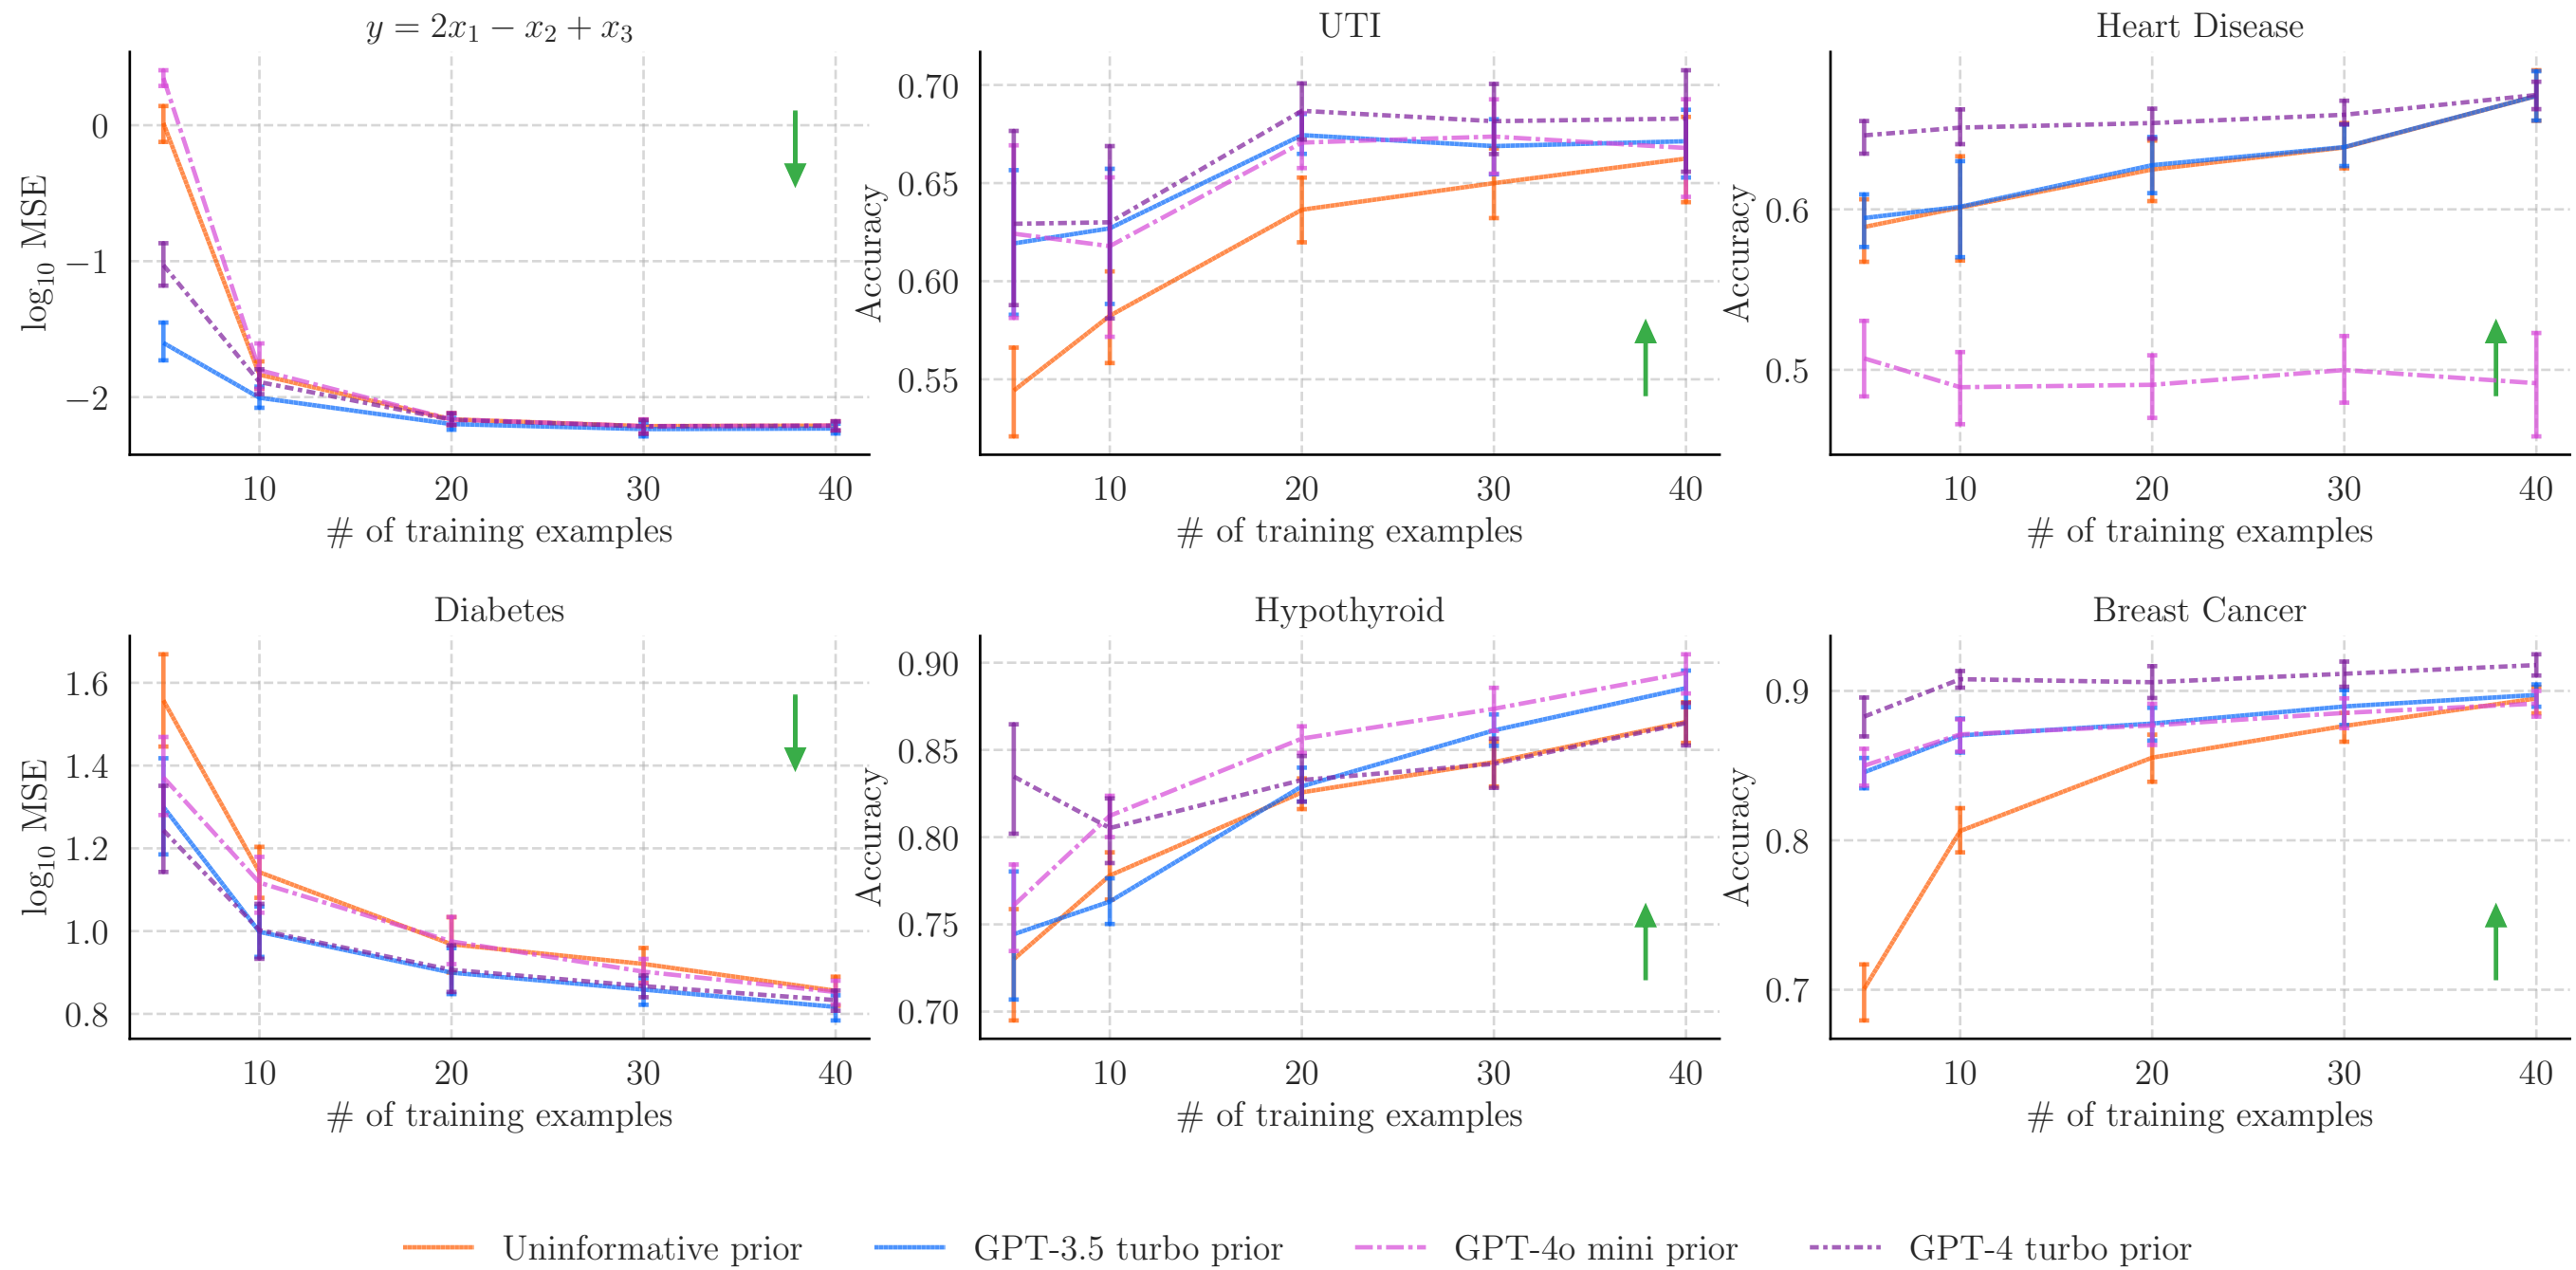 y = 2x₁ − x₂ + x₃
log₁₀ MSE
0
−1
−2
10 20 30 40
# of training examples
UTI
Accuracy
0.70
0.65
0.60
0.55
10 20 30 40
# of training examples
Heart Disease
Accuracy
0.6
0.5
10 20 30 40
# of training examples
Diabetes
log₁₀ MSE
1.6
1.4
1.2
1.0
0.8
10 20 30 40
# of training examples
Hypothyroid
Accuracy
0.90
0.85
0.80
0.75
0.70
10 20 30 40
# of training examples
Breast Cancer
Accuracy
0.9
0.8
0.7
10 20 30 40
# of training examples
Uninformative prior GPT-3.5 turbo prior GPT-4o mini prior GPT-4 turbo prior